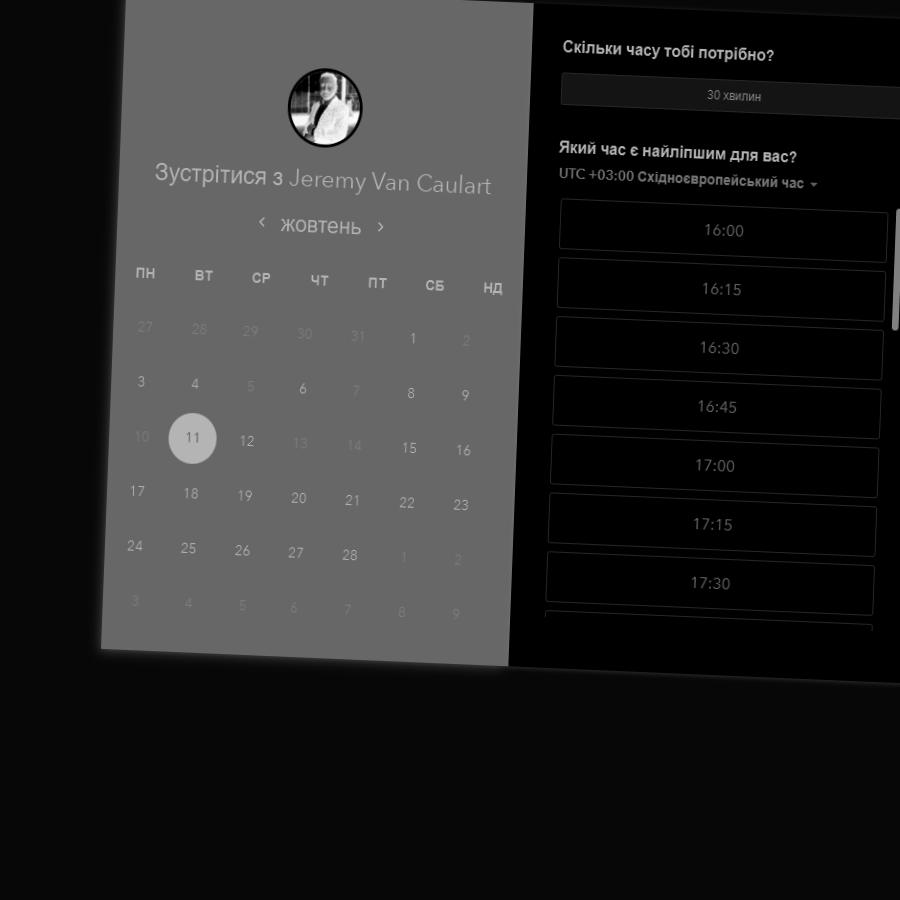 Зустрітися з Jeremy Van Caulart
жовтень
ПН ВТ СР ЧТ ПТ СБ НД
27 28 29 30 31 1 2
3 4 5 6 7 8 9
10 11 12 13 14 15 16
17 18 19 20 21 22 23
24 25 26 27 28 1 2
3 4 5 6 7 8 9
Скільки часу тобі потрібно?
30 хвилин
Який час є найліпшим для вас?
UTC +03:00 Східноєвропейський час
16:00
16:15
16:30
16:45
17:00
17:15
17:30